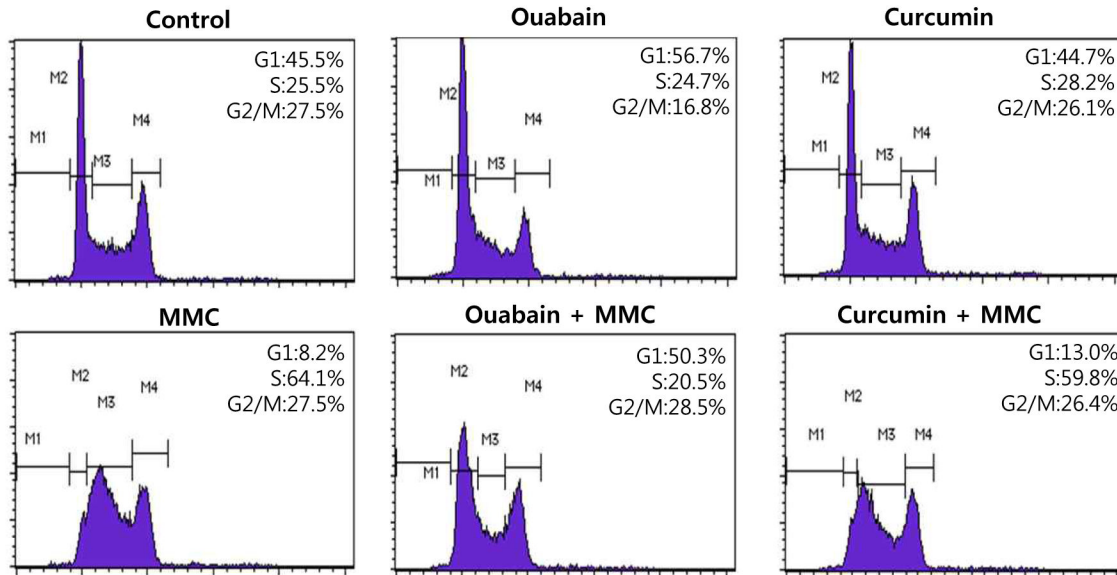 Control
G1:45.5%
S:25.5%
G2/M:27.5%
M2
M1
M3
M4
Ouabain
G1:56.7%
S:24.7%
G2/M:16.8%
M2
M4
M3
M1
Curcumin
G1:44.7%
S:28.2%
G2/M:26.1%
M2
M4
M1
M3
MMC
G1:8.2%
S:64.1%
G2/M:27.5%
M2
M4
M3
M1
Ouabain + MMC
G1:50.3%
S:20.5%
G2/M:28.5%
M2
M4
M3
M1
Curcumin + MMC
G1:13.0%
S:59.8%
G2/M:26.4%
M2
M1
M3
M4